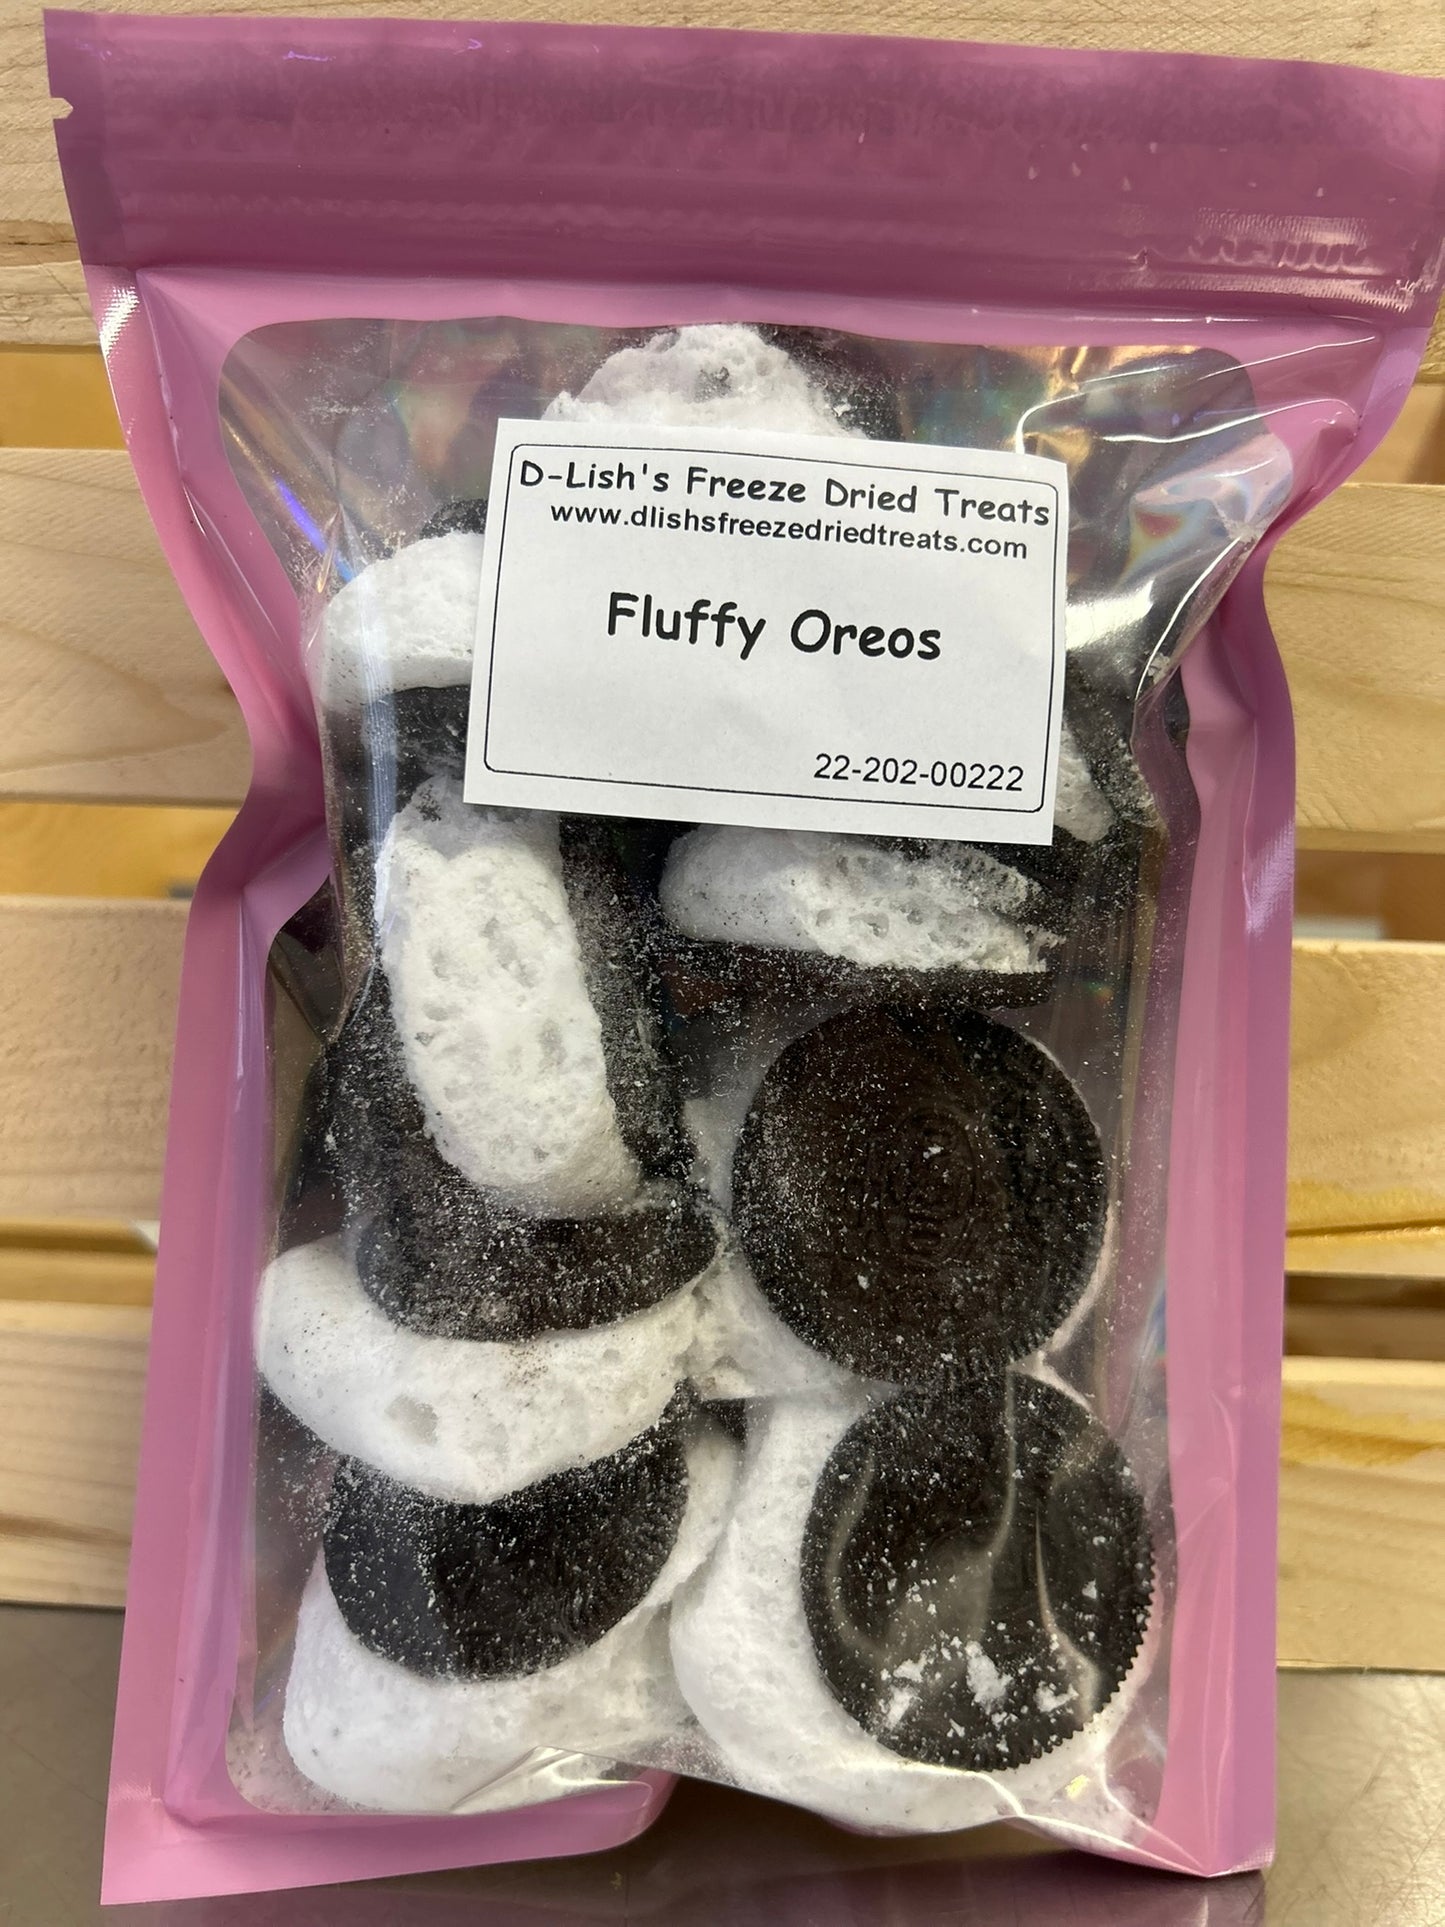 D-Lish's Freeze Dried Treats
www.dlishsfreezedriedtreats.com
Fluffy Oreos
22-202-00222